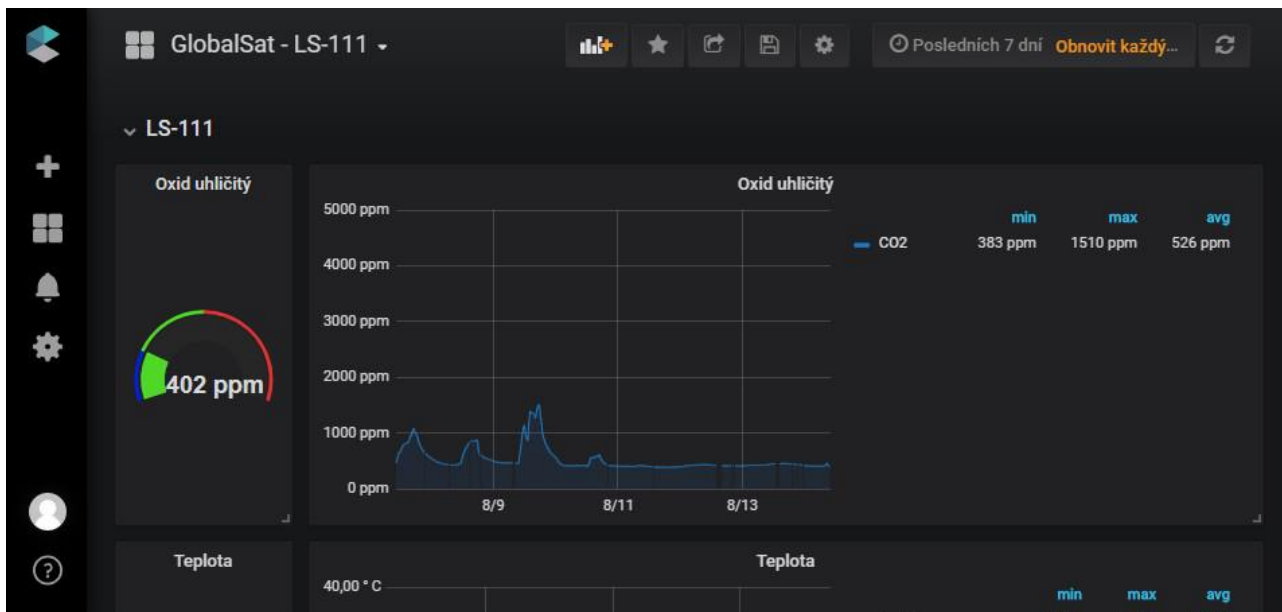 GlobalSat - LS-111
Posledních 7 dní Obnovit každý...
LS-111
Oxid uhličitý
402 ppm
Oxid uhličitý
5000 ppm
4000 ppm
3000 ppm
2000 ppm
1000 ppm
0 ppm
8/9 8/11 8/13
min max avg
CO2 383 ppm 1510 ppm 526 ppm
Teplota
Teplota
40,00 ° C
min max avg